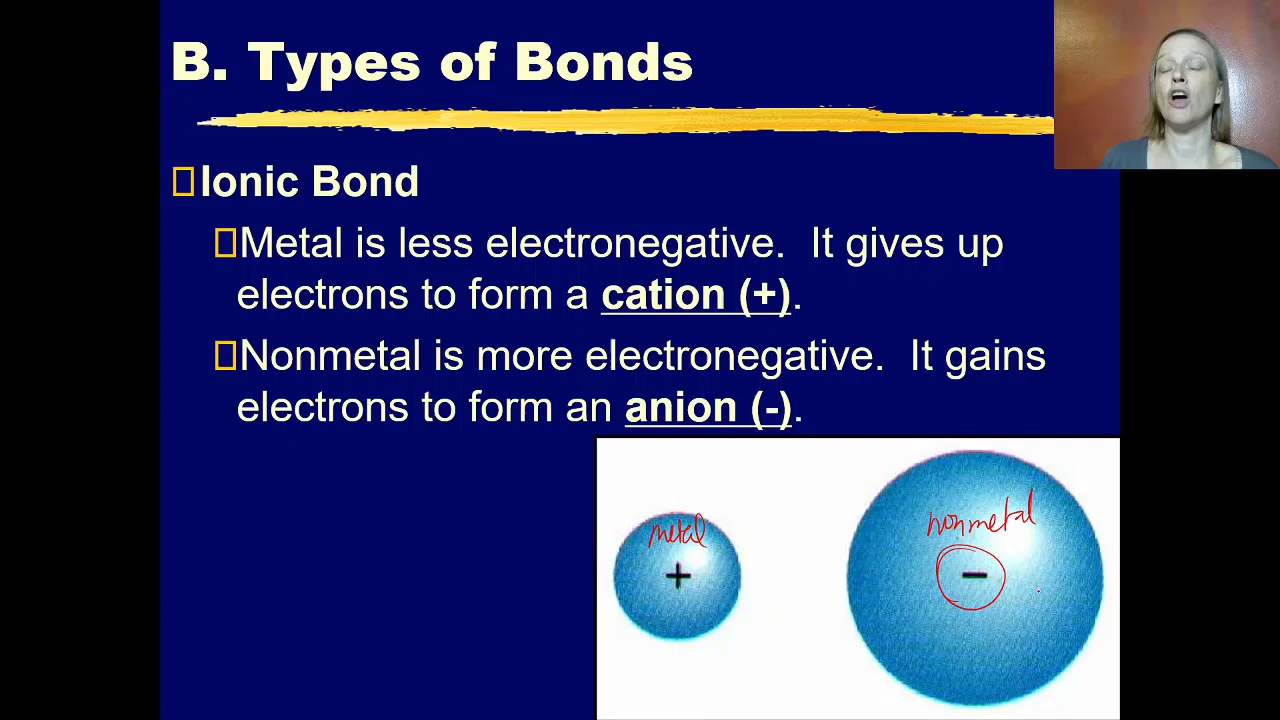 B. Types of Bonds
Ionic Bond
Metal is less electronegative. It gives up
electrons to form a cation (+).
Nonmetal is more electronegative. It gains
electrons to form an anion (-).
metal
nonmetal
+
−